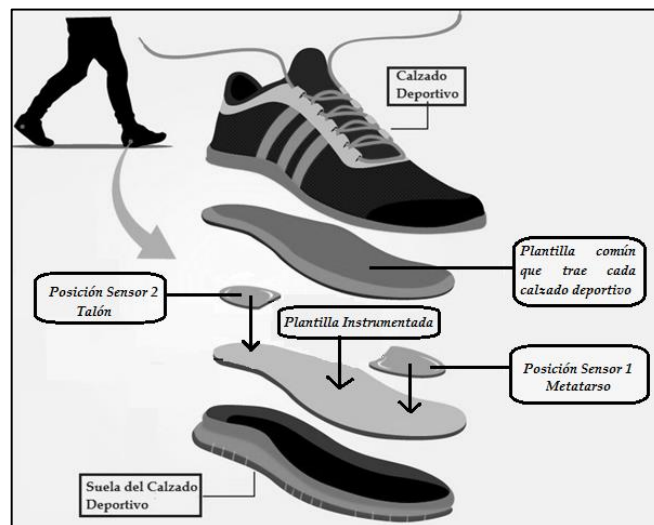 Calzado
Deportivo
Plantilla común
que trae cada
calzado deportivo
Posición Sensor 2
Talón
Plantilla Instrumentada
Posición Sensor 1
Metatarso
Suela del Calzado
Deportivo